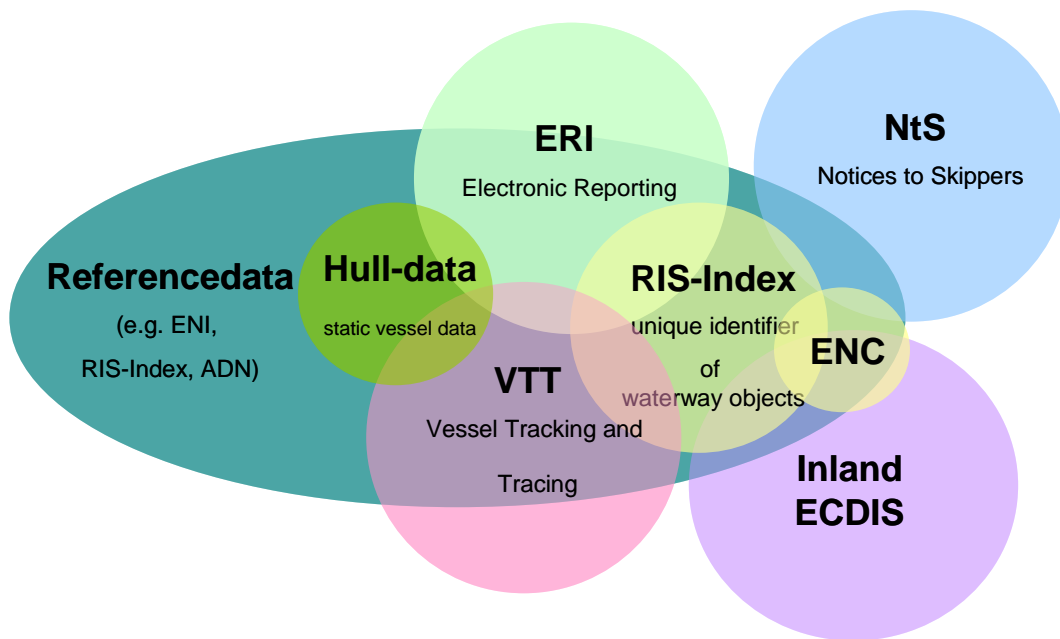 ERI
Electronic Reporting
NtS
Notices to Skippers
Referencedata
(e.g. ENI,
RIS-Index, ADN)
Hull-data
static vessel data
RIS-Index
unique identifier
of
waterway objects
ENC
VTT
Vessel Tracking and
Tracing
Inland
ECDIS